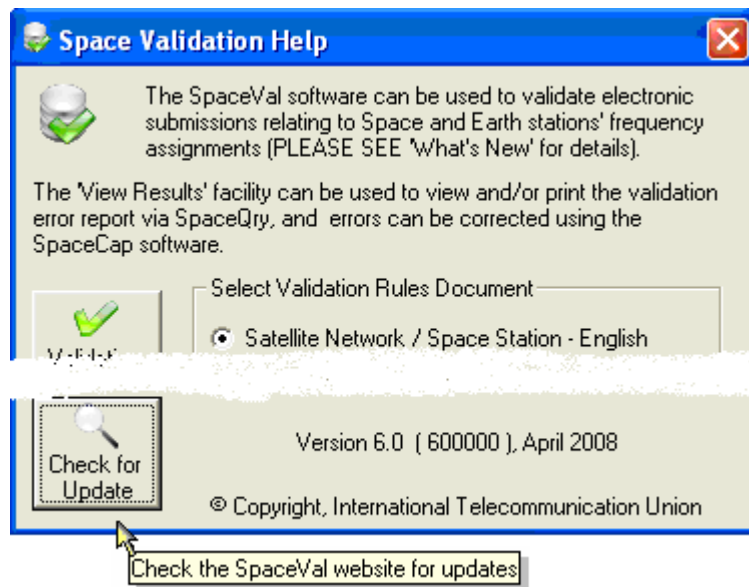 Space Validation Help
The SpaceVal software can be used to validate electronic
submissions relating to Space and Earth stations' frequency
assignments (PLEASE SEE 'What's New' for details).
The 'View Results' facility can be used to view and/or print the validation
error report via SpaceQry, and errors can be corrected using the
SpaceCap software.
Select Validation Rules Document
Satellite Network / Space Station - English
Version 6.0 ( 600000 ), April 2008
Check for
Update
© Copyright, International Telecommunication Union
Check the SpaceVal website for updates